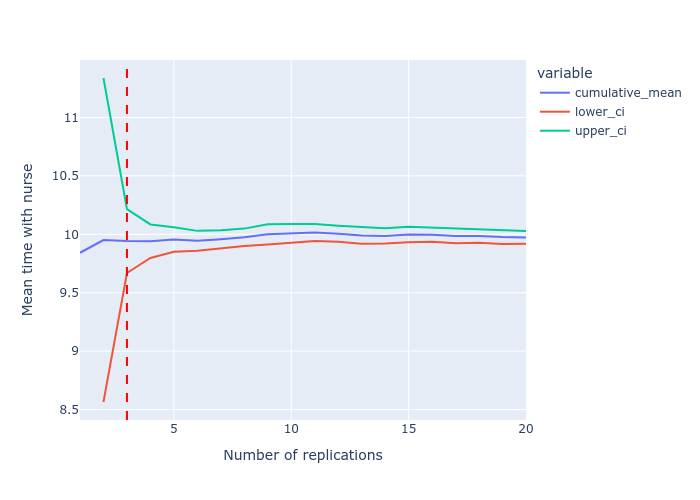 variable
cumulative_mean
lower_ci
upper_ci
Mean time with nurse
11
10.5
10
9.5
9
8.5
5
10
15
20
Number of replications